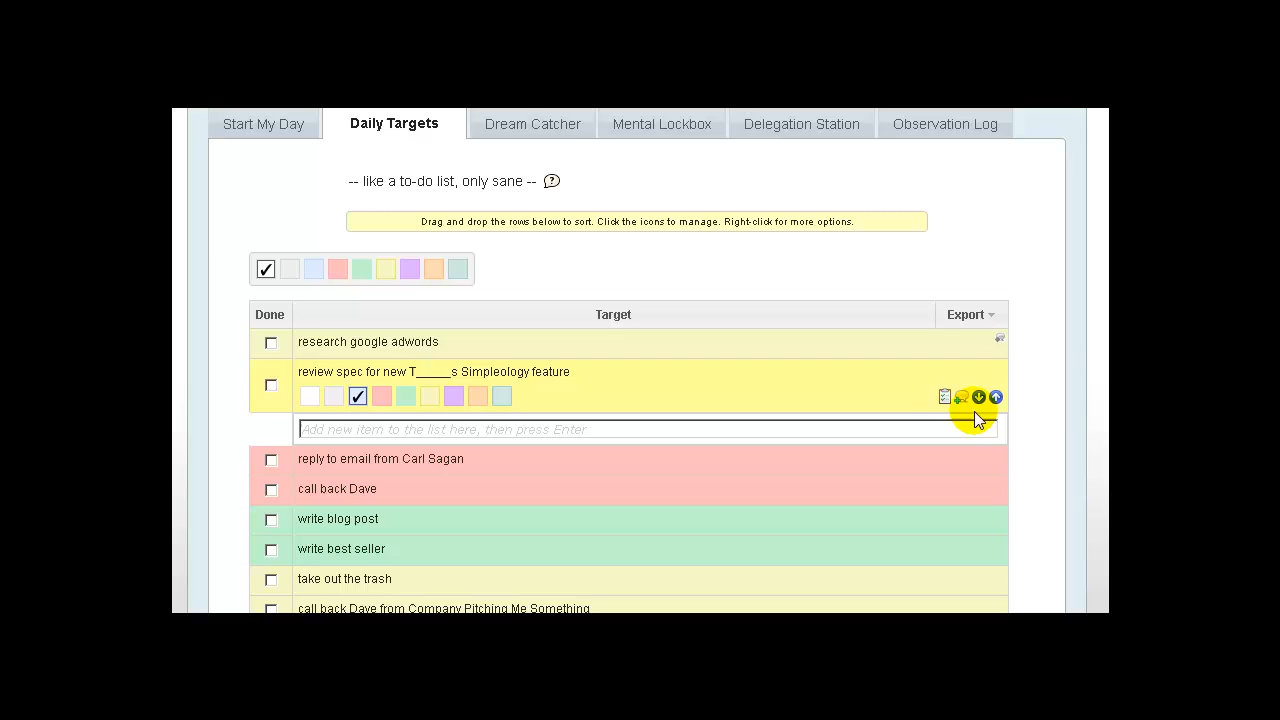 Start My Day Daily Targets Dream Catcher Mental Lockbox Delegation Station Observation Log
-- like a to-do list, only sane -- ?
Drag and drop the rows below to sort. Click the icons to manage. Right-click for more options.
Done Target Export
research google adwords
review spec for new T_____s Simpleology feature
Add new item to the list here, then press Enter
reply to email from Carl Sagan
call back Dave
write blog post
write best seller
take out the trash
call back Dave from Company Pitching Me Something